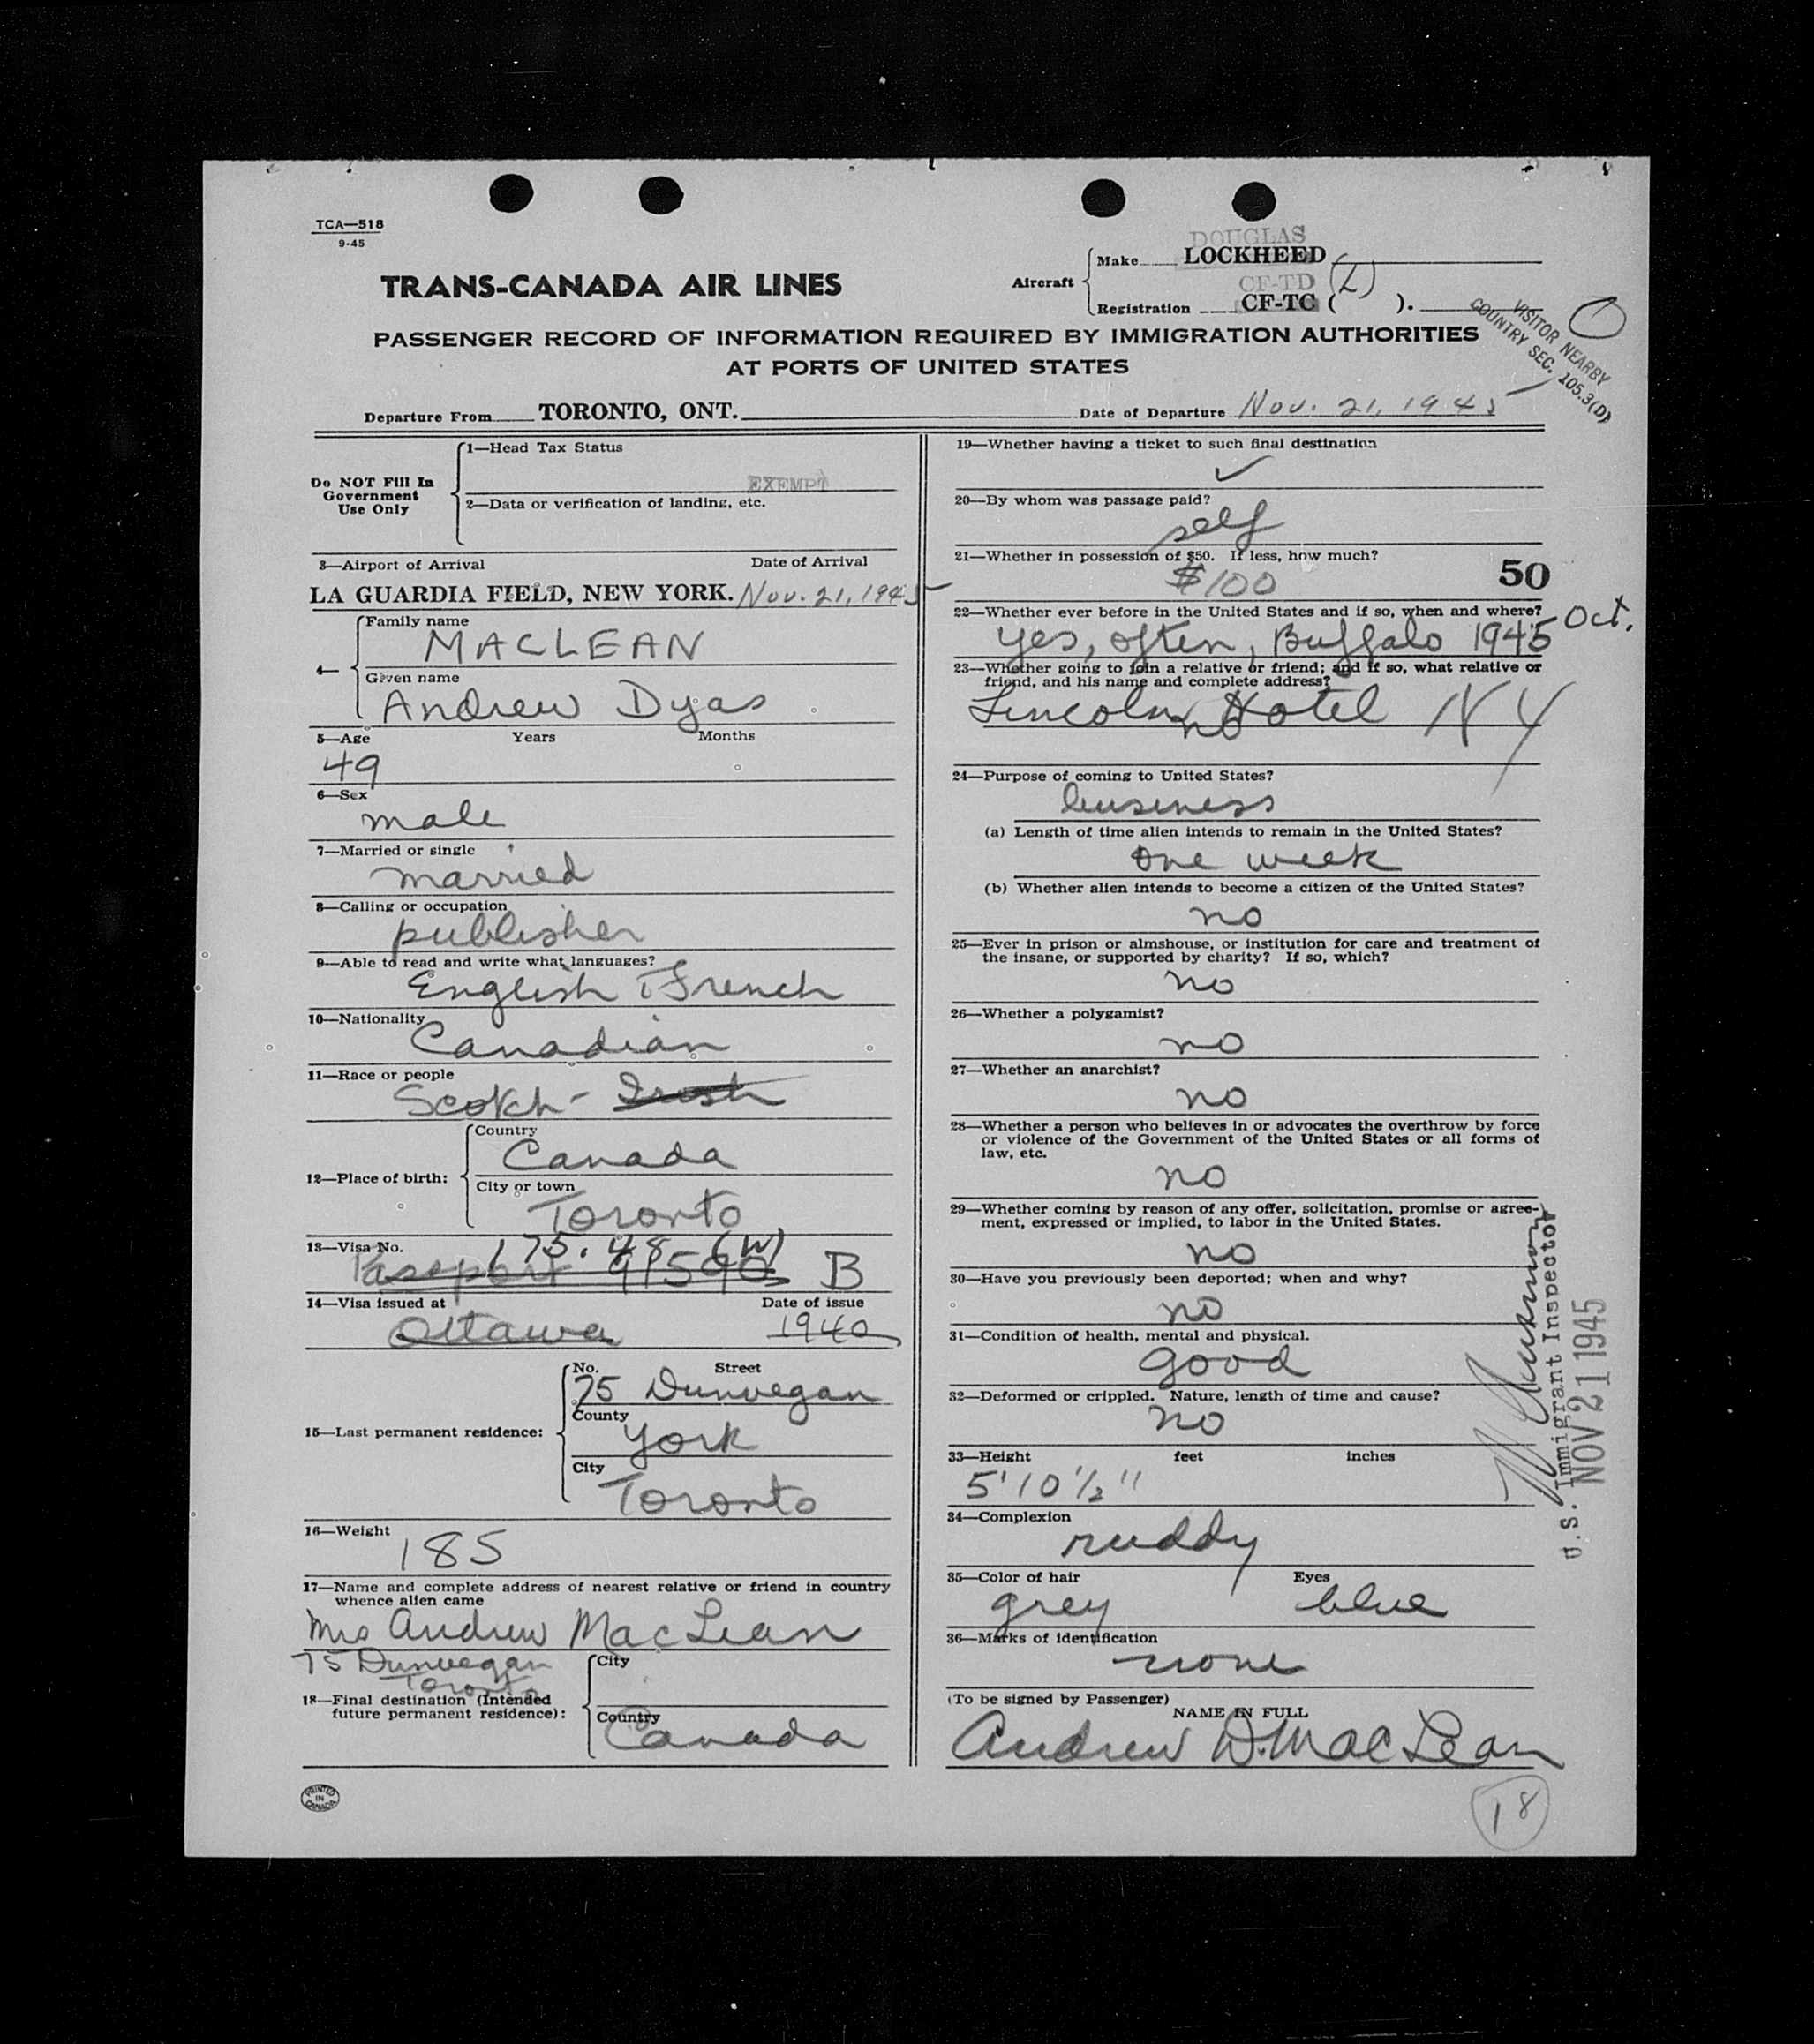 TCA—518
9-45
TRANS-CANADA AIR LINES
DOUGLAS
Aircraft
Make LOCKHEED
CF-TD (L)
Registration CF-TC ( ).
VISITOR NEARBY
COUNTRY SEC. 105.3(D)
PASSENGER RECORD OF INFORMATION REQUIRED BY IMMIGRATION AUTHORITIES
AT PORTS OF UNITED STATES
Departure From TORONTO, ONT. Date of Departure Nov. 21, 1945
Do NOT Fill In
Government
Use Only
1—Head Tax Status
EXEMPT
2—Data or verification of landing, etc.
3—Airport of Arrival Date of Arrival
LA GUARDIA FIELD, NEW YORK. Nov. 21, 1945
4—
Family name
MACLEAN
Given name
Andrew Dyas
5—Age Years Months
49
6—Sex
male
7—Married or single
married
8—Calling or occupation
publisher
9—Able to read and write what languages?
English & French
10—Nationality
Canadian
11—Race or people
Scotch - Irish
12—Place of birth:
Country
Canada
City or town
Toronto
13—Visa No. 175.48 (W)
Passport 91590 B
14—Visa issued at Date of issue
Ottawa 1940
15—Last permanent residence:
No. Street
75 Dunvegan
County
York
City
Toronto
16—Weight
185
17—Name and complete address of nearest relative or friend in country
whence alien came
Mrs Andrew MacLean
75 Dunvegan
Toronto
18—Final destination (Intended
future permanent residence):
City
Country
Canada
PRINTED
IN
CANADA
19—Whether having a ticket to such final destination
✓
20—By whom was passage paid?
self
21—Whether in possession of $50. If less, how much?
$100 50
22—Whether ever before in the United States and if so, when and where?
yes, often, Buffalo 1945 Oct.
23—Whether going to join a relative or friend; and if so, what relative or
friend, and his name and complete address?
Lincoln Hotel NY
no
24—Purpose of coming to United States?
business
(a) Length of time alien intends to remain in the United States?
one week
(b) Whether alien intends to become a citizen of the United States?
no
25—Ever in prison or almshouse, or institution for care and treatment of
the insane, or supported by charity? If so, which?
no
26—Whether a polygamist?
no
27—Whether an anarchist?
no
28—Whether a person who believes in or advocates the overthrow by force
or violence of the Government of the United States or all forms of
law, etc.
no
29—Whether coming by reason of any offer, solicitation, promise or agree-
ment, expressed or implied, to labor in the United States.
no
30—Have you previously been deported; when and why?
no
31—Condition of health, mental and physical.
good
32—Deformed or crippled. Nature, length of time and cause?
no
33—Height feet inches
5' 10 1/2"
34—Complexion
ruddy
35—Color of hair Eyes
grey blue
36—Marks of identification
none
(To be signed by Passenger)
NAME IN FULL
Andrew D. MacLean
U.S. Immigrant Inspector
NOV 21 1945
18